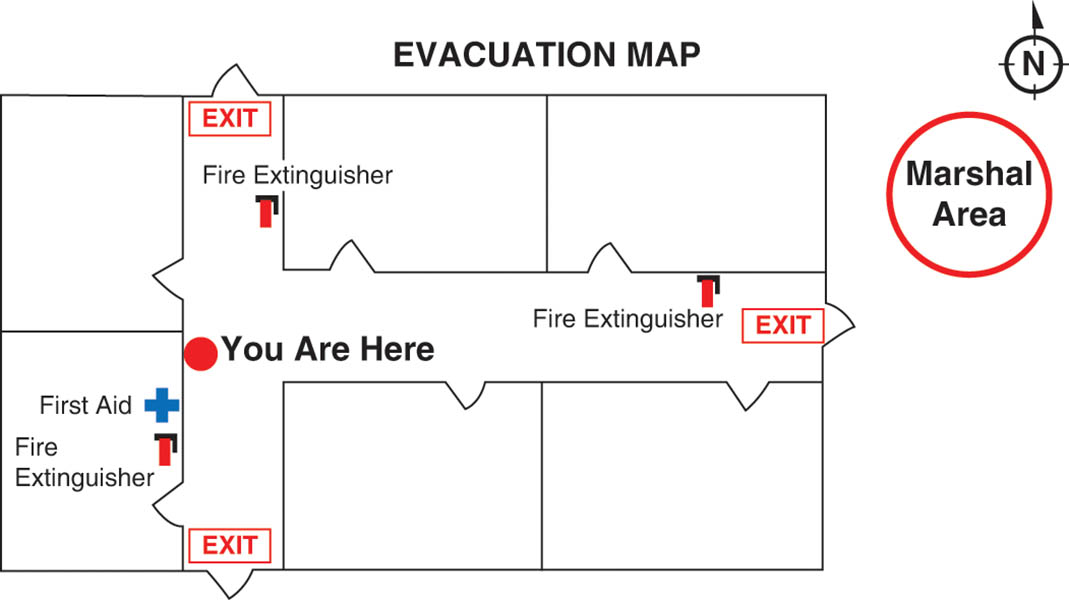 EVACUATION MAP
N
EXIT
Marshal
Area
Fire Extinguisher
Fire Extinguisher
EXIT
You Are Here
First Aid
Fire
Extinguisher
EXIT